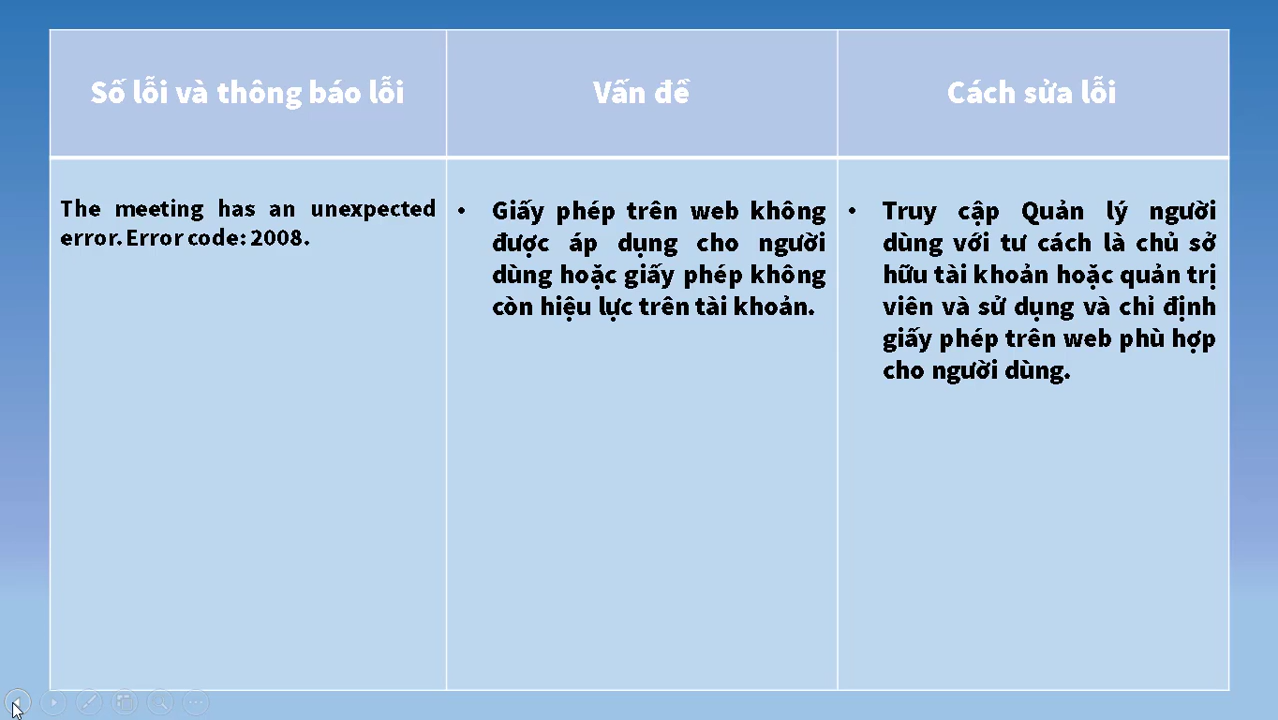 Số lỗi và thông báo lỗi
Vấn đề
Cách sửa lỗi
The meeting has an unexpected
error. Error code: 2008.
• Giấy phép trên web không
được áp dụng cho người
dùng hoặc giấy phép không
còn hiệu lực trên tài khoản.
• Truy cập Quản lý người
dùng với tư cách là chủ sở
hữu tài khoản hoặc quản trị
viên và sử dụng và chỉ định
giấy phép trên web phù hợp
cho người dùng.